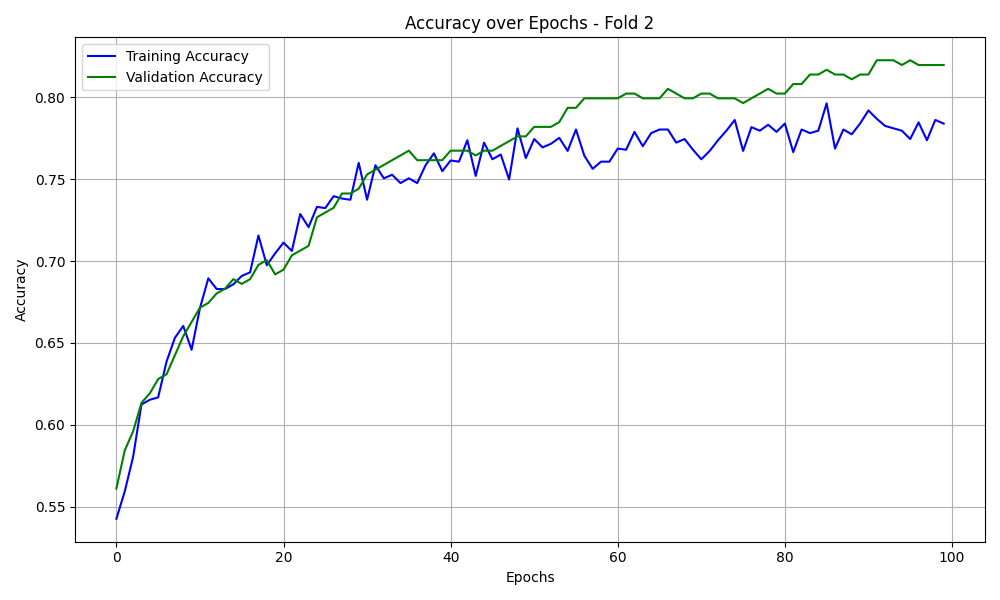 Accuracy over Epochs - Fold 2
Training Accuracy
Validation Accuracy
Accuracy
0.80
0.75
0.70
0.65
0.60
0.55
0 20 40 60 80 100
Epochs